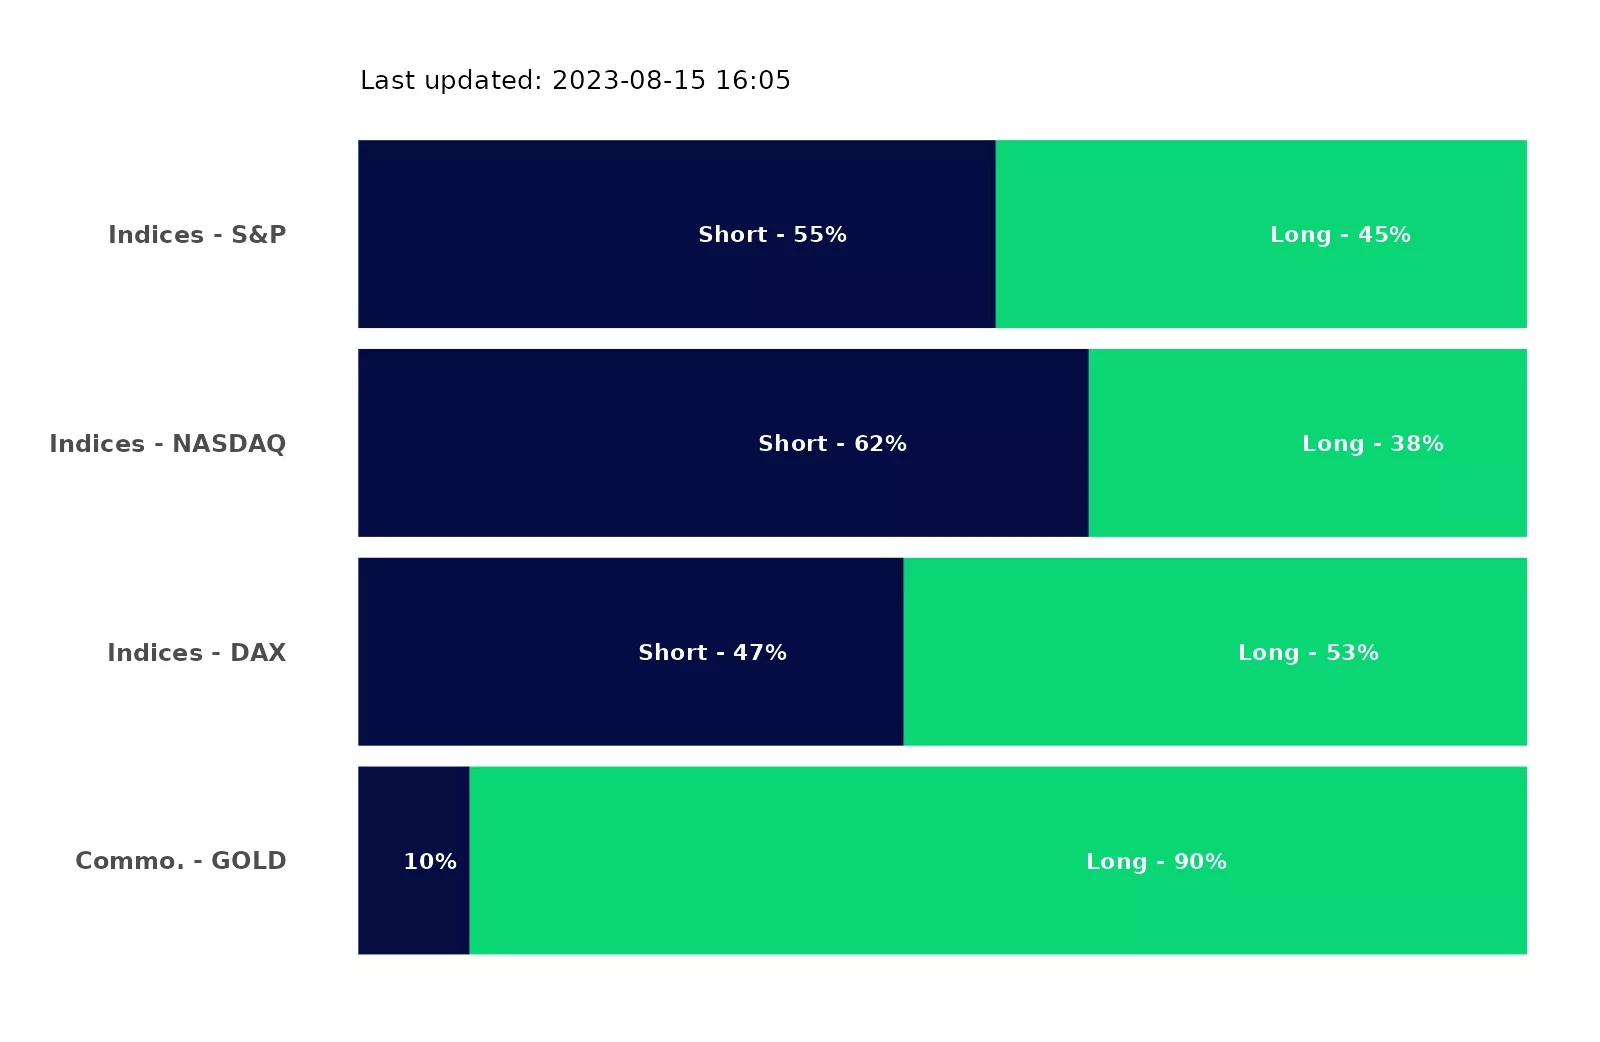 Last updated: 2023-08-15 16:05
Indices - S&P
Short - 55%
Long - 45%
Indices - NASDAQ
Short - 62%
Long - 38%
Indices - DAX
Short - 47%
Long - 53%
Commo. - GOLD
10%
Long - 90%